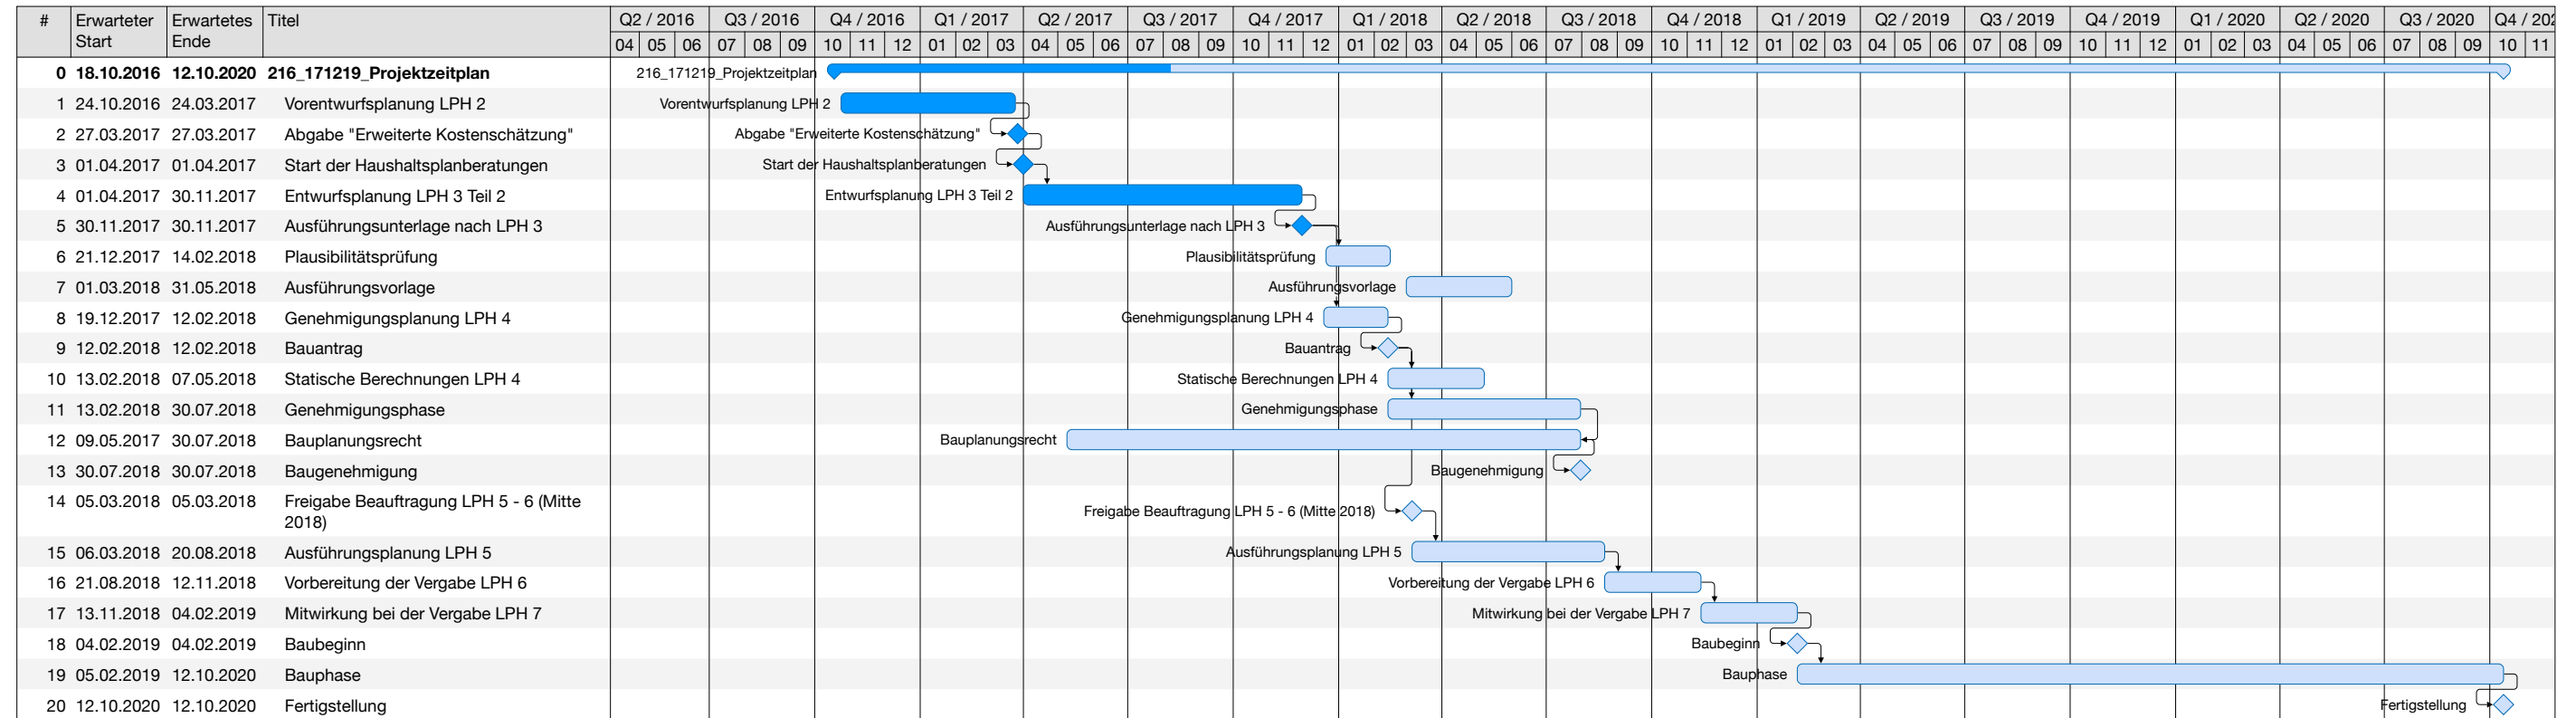 # Erwarteter Start Erwartetes Ende Titel Q2 / 2016 Q3 / 2016 Q4 / 2016 Q1 / 2017 Q2 / 2017 Q3 / 2017 Q4 / 2017 Q1 / 2018 Q2 / 2018 Q3 / 2018 Q4 / 2018 Q1 / 2019 Q2 / 2019 Q3 / 2019 Q4 / 2019 Q1 / 2020 Q2 / 2020 Q3 / 2020 Q4 /
04 05 06 07 08 09 10 11 12 01 02 03 04 05 06 07 08 09 10 11 12 01 02 03 04 05 06 07 08 09 10 11 12 01 02 03 04 05 06 07 08 09 10 11 12 01 02 03 04 05 06 07 08 09 10 11
0 18.10.2016 12.10.2020 216_171219_Projektzeitplan 216_171219_Projektzeitplan
1 24.10.2016 24.03.2017 Vorentwurfsplanung LPH 2 Vorentwurfsplanung LPH 2
2 27.03.2017 27.03.2017 Abgabe "Erweiterte Kostenschätzung" Abgabe "Erweiterte Kostenschätzung"
3 01.04.2017 01.04.2017 Start der Haushaltsplanberatungen Start der Haushaltsplanberatungen
4 01.04.2017 30.11.2017 Entwurfsplanung LPH 3 Teil 2 Entwurfsplanung LPH 3 Teil 2
5 30.11.2017 30.11.2017 Ausführungsunterlage nach LPH 3 Ausführungsunterlage nach LPH 3
6 21.12.2017 14.02.2018 Plausibilitätsprüfung Plausibilitätsprüfung
7 01.03.2018 31.05.2018 Ausführungsvorlage Ausführungsvorlage
8 19.12.2017 12.02.2018 Genehmigungsplanung LPH 4 Genehmigungsplanung LPH 4
9 12.02.2018 12.02.2018 Bauantrag Bauantrag
10 13.02.2018 07.05.2018 Statische Berechnungen LPH 4 Statische Berechnungen LPH 4
11 13.02.2018 30.07.2018 Genehmigungsphase Genehmigungsphase
12 09.05.2017 30.07.2018 Bauplanungsrecht Bauplanungsrecht
13 30.07.2018 30.07.2018 Baugenehmigung Baugenehmigung
14 05.03.2018 05.03.2018 Freigabe Beauftragung LPH 5 - 6 (Mitte
2018) Freigabe Beauftragung LPH 5 - 6 (Mitte 2018)
15 06.03.2018 20.08.2018 Ausführungsplanung LPH 5 Ausführungsplanung LPH 5
16 21.08.2018 12.11.2018 Vorbereitung der Vergabe LPH 6 Vorbereitung der Vergabe LPH 6
17 13.11.2018 04.02.2019 Mitwirkung bei der Vergabe LPH 7 Mitwirkung bei der Vergabe LPH 7
18 04.02.2019 04.02.2019 Baubeginn Baubeginn
19 05.02.2019 12.10.2020 Bauphase Bauphase
20 12.10.2020 12.10.2020 Fertigstellung Fertigstellung